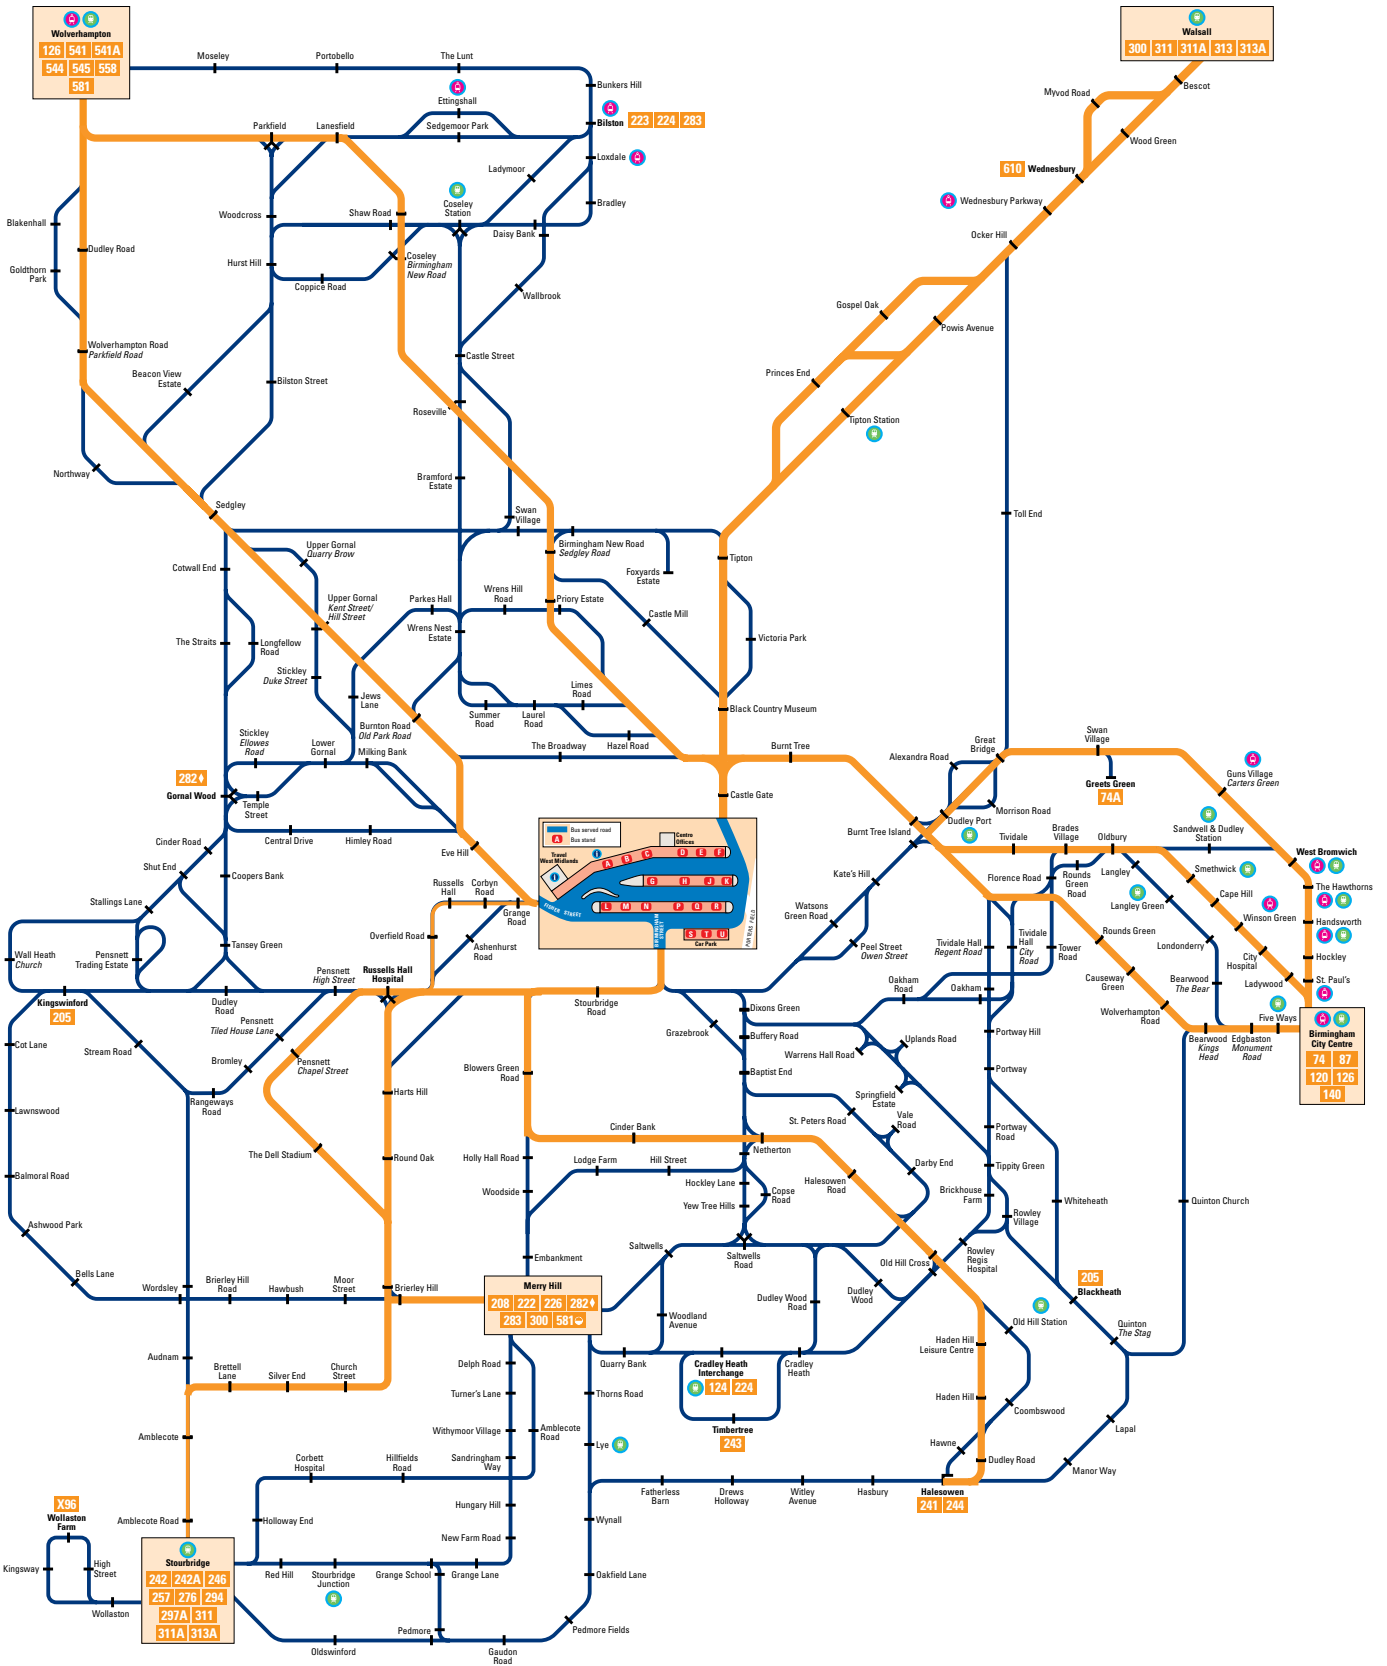 Wolverhampton
126 541 541A
544 545 558
581
Moseley
Portobello
The Lunt
Bunkers Hill
Ettingshall
Sedgemoor Park
Bilston 223 224 283
Parkfield
Lanesfield
Loxdale
Ladymoor
Bradley
Walsall
300 311 311A 313 313A
Bescot
Myvod Road
Wood Green
610 Wednesbury
Wednesbury Parkway
Ocker Hill
Gospel Oak
Powis Avenue
Princes End
Tipton Station
Toll End
Blakenhall
Goldthorn
Park
Dudley Road
Wolverhampton Road
Parkfield Road
Woodcross
Shaw Road
Coseley
Station
Daisy Bank
Hurst Hill
Coseley
Birmingham
New Road
Coppice Road
Wallbrook
Beacon View
Estate
Bilston Street
Castle Street
Roseville
Northway
Bramford
Estate
Sedgley
Swan
Village
Upper Gornal
Quarry Brow
Cotwall End
Birmingham New Road
Sedgley Road
Foxyards
Estate
Tipton
Upper Gornal
Kent Street/
Hill Street
Parkes Hall
Wrens Hill
Road
Priory Estate
Castle Mill
The Straits
Longfellow
Road
Wrens Nest
Estate
Victoria Park
Stickley
Duke Street
Jews
Lane
Limes
Road
Summer
Road
Laurel
Road
Black Country Museum
Burnton Road
Old Park Road
Hazel Road
Stickley
Ellowes
Road
Lower
Gornal
Milking Bank
The Broadway
Burnt Tree
Alexandra Road
Great
Bridge
Swan
Village
Guns Village
Carters Green
282
Gornal Wood
Temple
Street
Castle Gate
Greets Green
74A
Morrison Road
Dudley Port
Sandwell & Dudley
Station
Burnt Tree Island
Tividale
Brades
Village
Oldbury
West Bromwich
Central Drive
Himley Road
Cinder Road
Eve Hill
Bus served road
A Bus stand
Travel
West Midlands
Centre
Offices
A B C D E F
G H J K
L M N P Q R
S T U
Car Park
FISHER STREET
BIRMINGHAM
STREET
PORTERS FIELD
Shut End
Coopers Bank
Russells
Hall
Corbyn
Road
Grange
Road
Kate's Hill
Florence Road
Rounds
Green
Road
Langley
Smethwick
The Hawthorns
Cape Hill
Langley Green
Winson Green
Handsworth
Stallings Lane
Watsons
Green Road
Overfield Road
Ashenhurst
Road
Peel Street
Owen Street
Tividale Hall
Regent Road
Tividale
Hall
City
Road
Tower
Road
Rounds Green
Londonderry
City
Hospital
Hockley
Wall Heath
Church
Pensnett
Trading Estate
Tansey Green
Pensnett
High Street
Russells Hall
Hospital
Kingswinford
205
Dudley
Road
Stourbridge
Road
Oakham
Road
Oakham
Causeway
Green
Bearwood
The Bear
Ladywood
St. Paul's
Dixons Green
Wolverhampton
Road
Five Ways
Bearwood
Kings
Head
Edgbaston
Monument
Road
Birmingham
City Centre
74 87
120 126
140
Pensnett
Tiled House Lane
Grazebrook
Buffery Road
Portway Hill
Cot Lane
Stream Road
Bromley
Pensnett
Chapel Street
Warrens Hall Road
Uplands Road
Blowers Green
Road
Baptist End
Portway
Lawnswood
Rangeways
Road
Harts Hill
Springfield
Estate
St. Peters Road
Vale
Road
Cinder Bank
Netherton
Portway
Road
The Dell Stadium
Round Oak
Holly Hall Road
Lodge Farm
Hill Street
Balmoral Road
Woodside
Hockley Lane
Halesowen
Road
Darby End
Tippity Green
Brickhouse
Farm
Yew Tree Hills
Copse
Road
Whiteheath
Quinton Church
Rowley
Village
Ashwood Park
Embankment
Saltwells
Saltwells
Road
Old Hill Cross
Rowley
Regis
Hospital
Bells Lane
Wordsley
Brierley Hill
Road
Hawbush
Moor
Street
Brierley Hill
Merry Hill
208 222 226 282
283 300 581
Dudley Wood
Road
Dudley
Wood
205
Blackheath
Woodland
Avenue
Old Hill Station
Quinton
The Stag
Haden Hill
Leisure Centre
Audnam
Brettell
Lane
Silver End
Church
Street
Delph Road
Quarry Bank
Cradley Heath
Interchange
124 224
Cradley
Heath
Turner's Lane
Thorns Road
Haden Hill
Coombswood
Timbertree
243
Amblecote
Withymoor Village
Amblecote
Road
Lye
Hawne
Lapal
Corbett
Hospital
Hillfields
Road
Sandringham
Way
Dudley Road
Manor Way
Fatherless
Barn
Drews
Holloway
Witley
Avenue
Hasbury
Halesowen
241 244
X96
Wollaston
Farm
Amblecote Road
Holloway End
Hungary Hill
Wynall
New Farm Road
Kingsway
High
Street
Stourbridge
242 242A 246
257 276 294
297A 311
311A 313A
Red Hill
Stourbridge
Junction
Grange School
Grange Lane
Oakfield Lane
Wollaston
Oldswinford
Pedmore
Gaudon
Road
Pedmore Fields